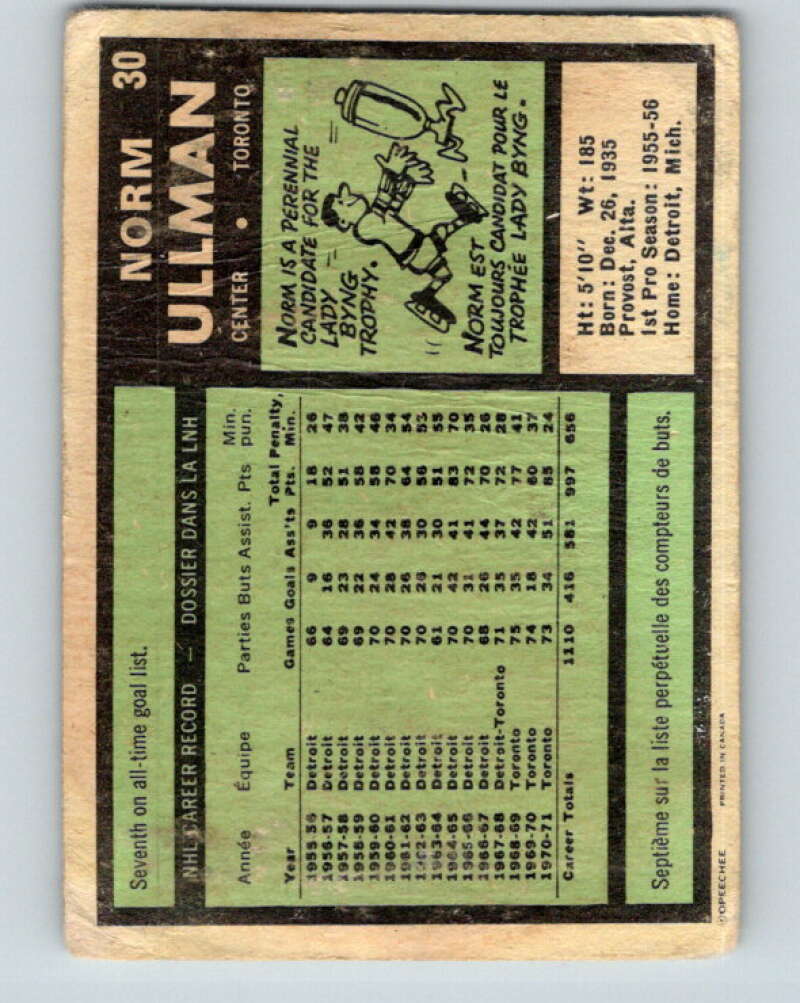 NORM 30
ULLMAN
CENTER • TORONTO
NORM IS A PERENNIAL
CANDIDATE FOR THE
LADY
BYNG
TROPHY.
NORM EST
TOUJOURS CANDIDAT POUR LE
TROPHÉE LADY BYNG.
Ht: 5'10" Wt: 185
Born: Dec. 26, 1935
Provost, Alta.
1st Pro Season: 1955-56
Home: Detroit, Mich.
Seventh on all-time goal list.
NHL CAREER RECORD — DOSSIER DANS LA LNH
Année Équipe Parties Buts Assist. Pts Min. pun.
Year Team Games Goals Ass'ts Total Pts. Penalty, Min.
1955-56 Detroit 66 9 9 18 26
1956-57 Detroit 64 16 36 52 47
1957-58 Detroit 69 23 28 51 38
1958-59 Detroit 69 22 36 58 42
1959-60 Detroit 70 24 34 58 46
1960-61 Detroit 70 28 42 70 34
1961-62 Detroit 70 26 38 64 54
1962-63 Detroit 70 26 30 56 53
1963-64 Detroit 61 21 30 51 55
1964-65 Detroit 70 42 41 83 70
1965-66 Detroit 70 31 41 72 35
1966-67 Detroit 68 26 44 70 26
1967-68 Detroit-Toronto 71 35 37 72 28
1968-69 Toronto 75 35 42 77 41
1969-70 Toronto 74 18 42 60 37
1970-71 Toronto 73 34 51 85 24
Career Totals 1110 416 581 997 656
Septième sur la liste perpétuelle des compteurs de buts.
OPEECHEE PRINTED IN CANADA